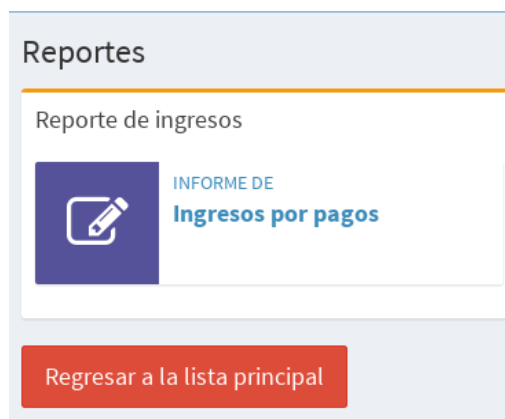 Reportes
Reporte de ingresos
INFORME DE
Ingresos por pagos
Regresar a la lista principal